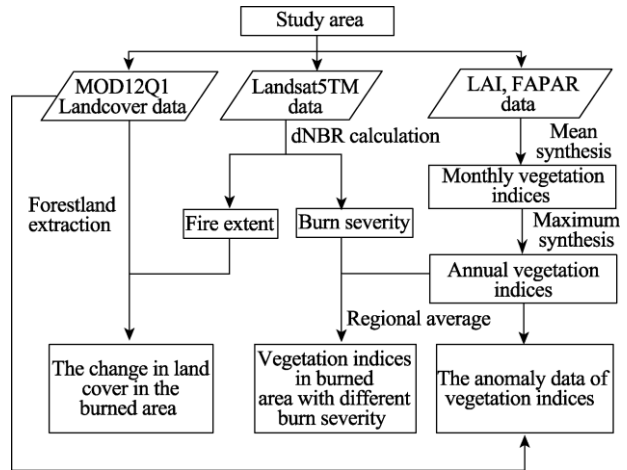 Study area
MOD12Q1
Landcover data
Landsat5TM
data
LAI, FAPAR
data
dNBR calculation
Mean
synthesis
Forestland
extraction
Fire extent
Burn severity
Monthly vegetation
indices
Maximum
synthesis
Annual vegetation
indices
Regional average
The change in land
cover in the
burned area
Vegetation indices
in burned
area with different
burn severity
The anomaly data of
vegetation indices